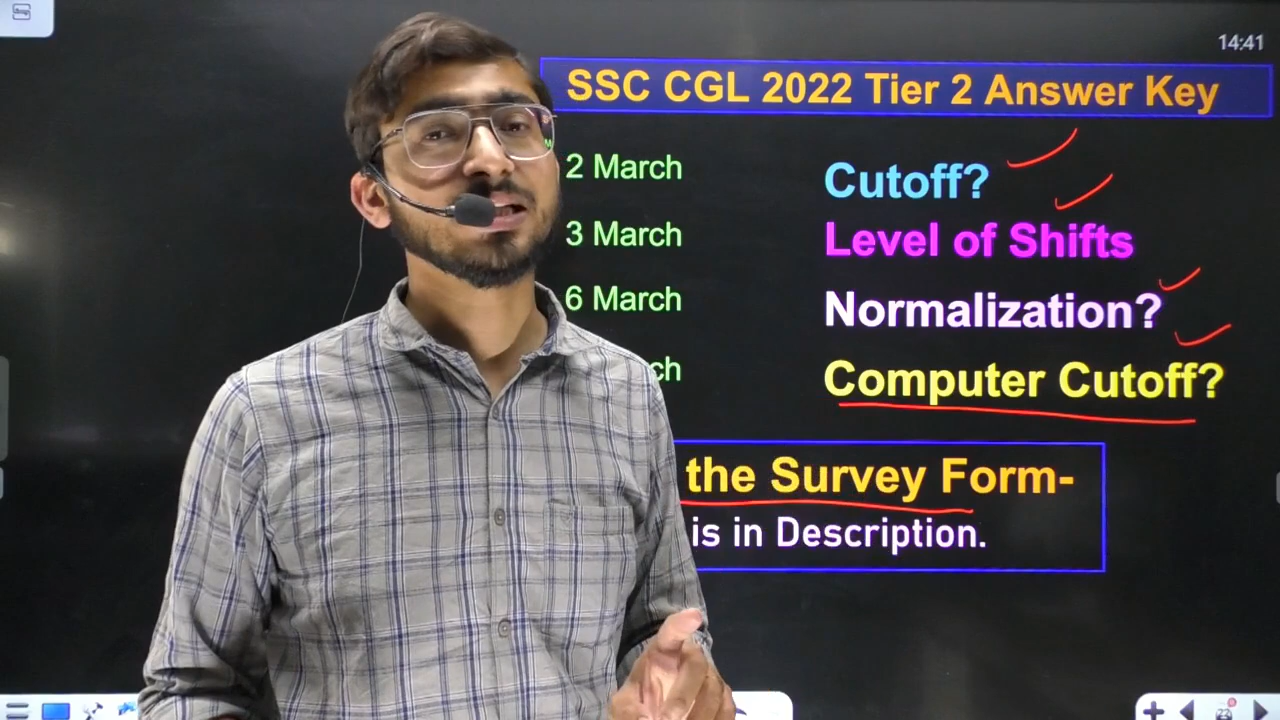 14:41
SSC CGL 2022 Tier 2 Answer Key
2 March
Cutoff?
3 March
Level of Shifts
6 March
Normalization?
ch
Computer Cutoff?
the Survey Form-
is in Description.